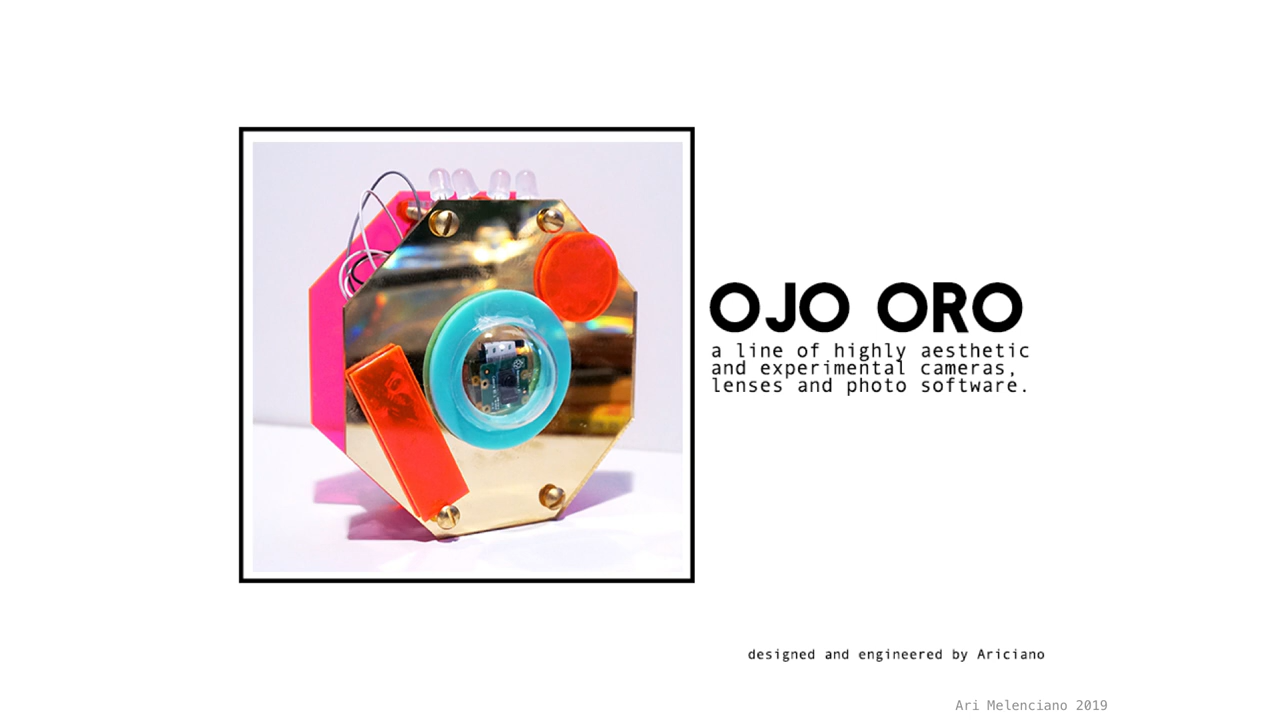 OJO ORO
a line of highly aesthetic
and experimental cameras,
lenses and photo software.
designed and engineered by Ariciano
Ari Melenciano 2019